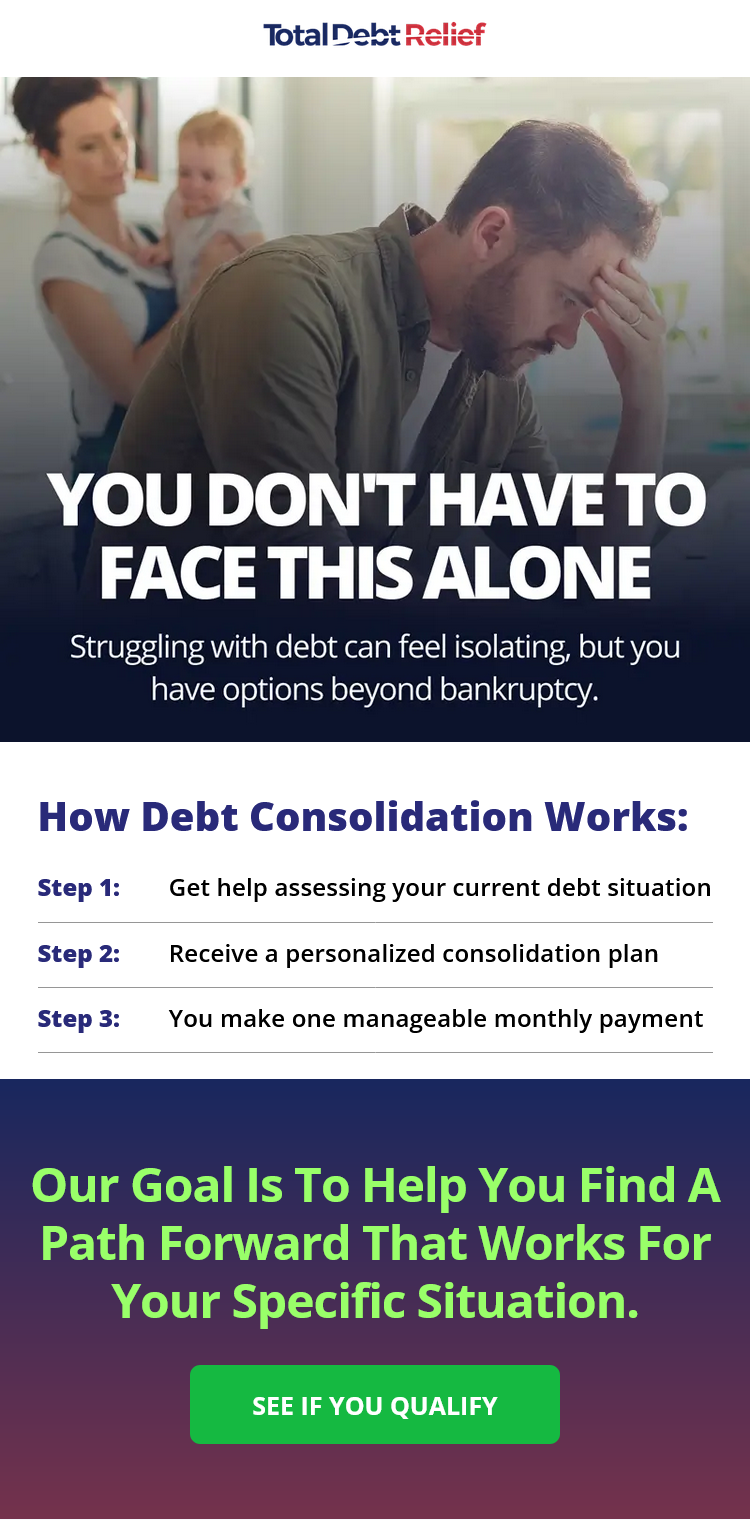 Total Debt Relief
YOU DON'T HAVE TO
FACE THIS ALONE
Struggling with debt can feel isolating, but you
have options beyond bankruptcy.
How Debt Consolidation Works:
Step 1: Get help assessing your current debt situation
Step 2: Receive a personalized consolidation plan
Step 3: You make one manageable monthly payment
Our Goal Is To Help You Find A
Path Forward That Works For
Your Specific Situation.
SEE IF YOU QUALIFY